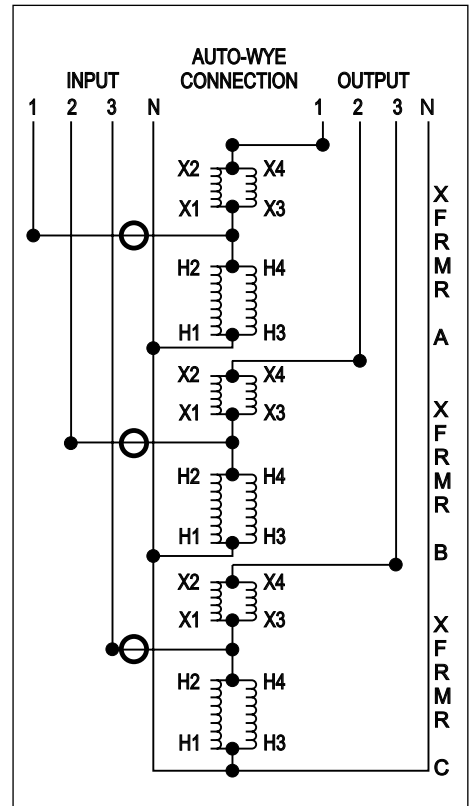 AUTO-WYE
INPUT CONNECTION OUTPUT
1 2 3 N 1 2 3 N
X2 X4
X1 X3
H2 H4
H1 H3
XFRMR A
X2 X4
X1 X3
H2 H4
H1 H3
XFRMR B
X2 X4
X1 X3
H2 H4
H1 H3
XFRMR C